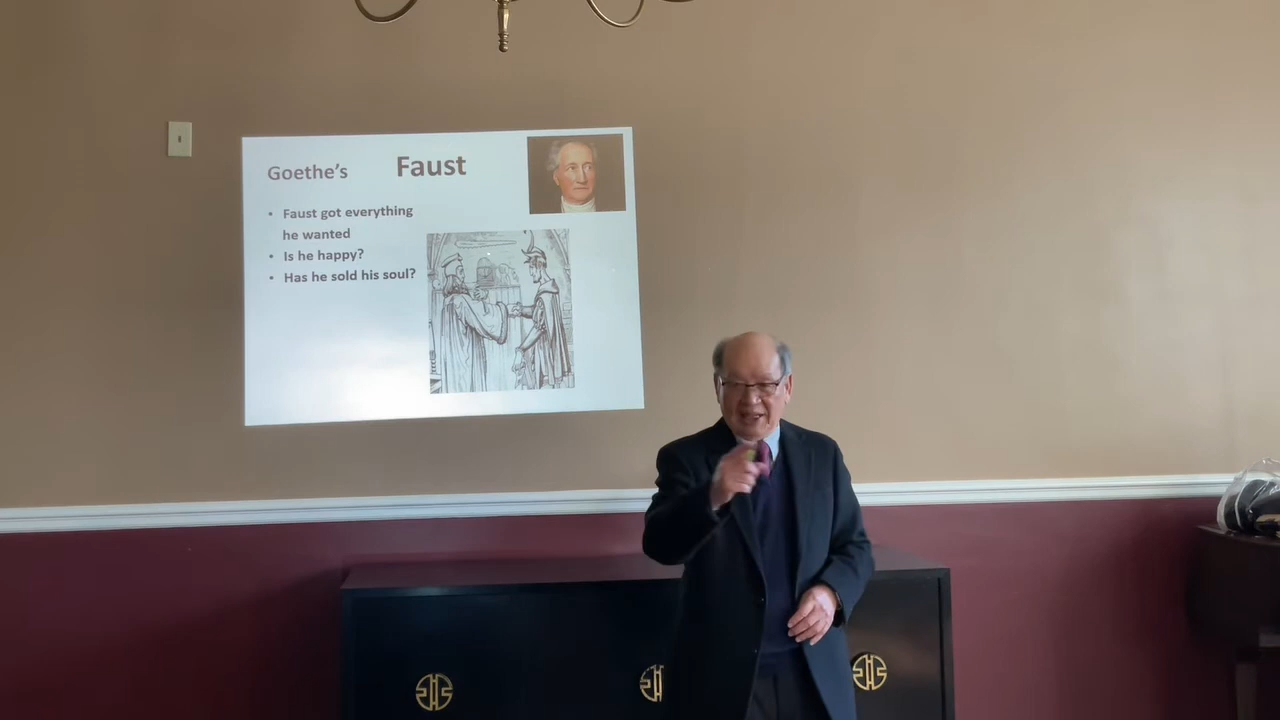 Goethe's Faust
• Faust got everything
he wanted
• Is he happy?
• Has he sold his soul?